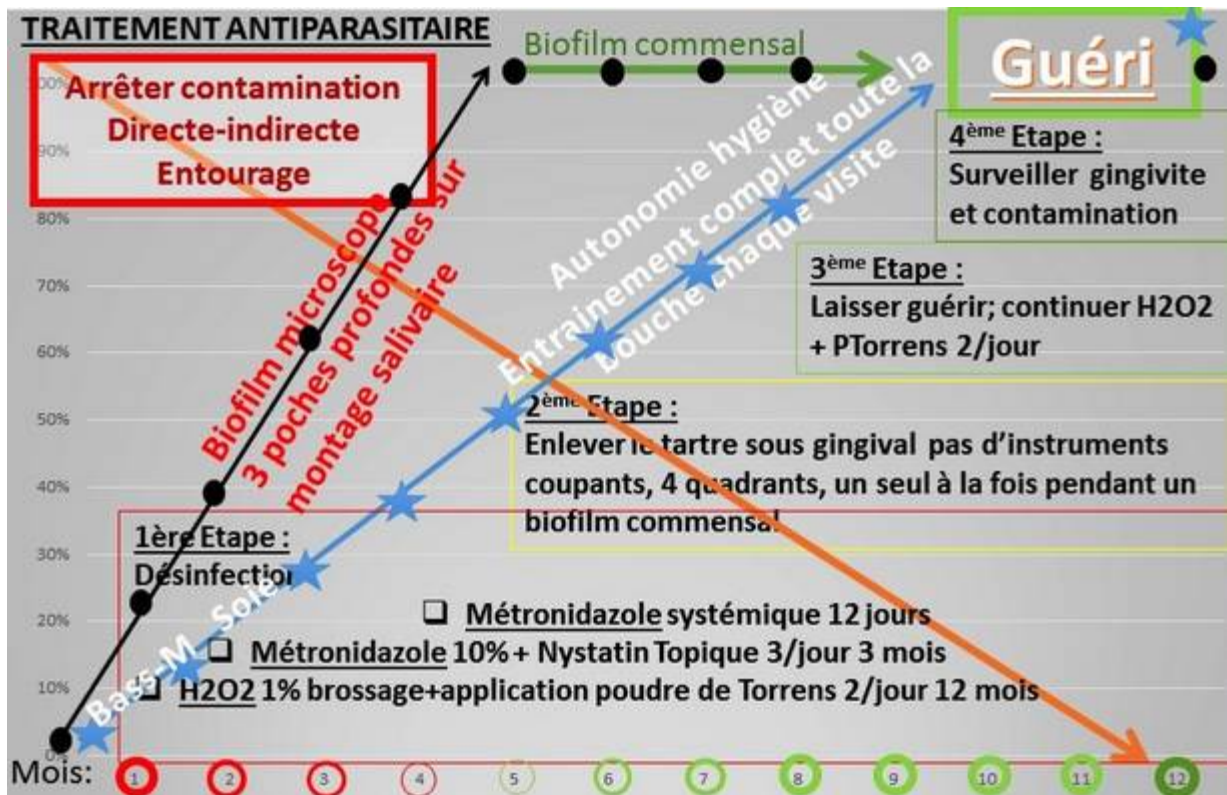 TRAITEMENT ANTIPARASITAIRE
Arrêter contamination
Directe-indirecte
Entourage
Biofilm commensal
Guéri
4ème Etape :
Surveiller gingivite
et contamination
3ème Etape :
Laisser guérir; continuer H2O2
+ PTorrens 2/jour
2ème Etape :
Enlever le tartre sous gingival pas d'instruments
coupants, 4 quadrants, un seul à la fois pendant un
biofilm commensal
1ère Etape :
Désinfection
❑ Métronidazole systémique 12 jours
❑ Métronidazole 10% + Nystatin Topique 3/jour 3 mois
❑ H2O2 1% brossage+application poudre de Torrens 2/jour 12 mois
Biofilm microscope
3 poches profondes sur
montage salivaire
Bass-M Soie
Autonomie hygiène
Entrainement complet toute la
bouche chaque visite
100%
90%
80%
70%
60%
50%
40%
30%
20%
10%
0%
Mois: 1 2 3 4 5 6 7 8 9 10 11 12